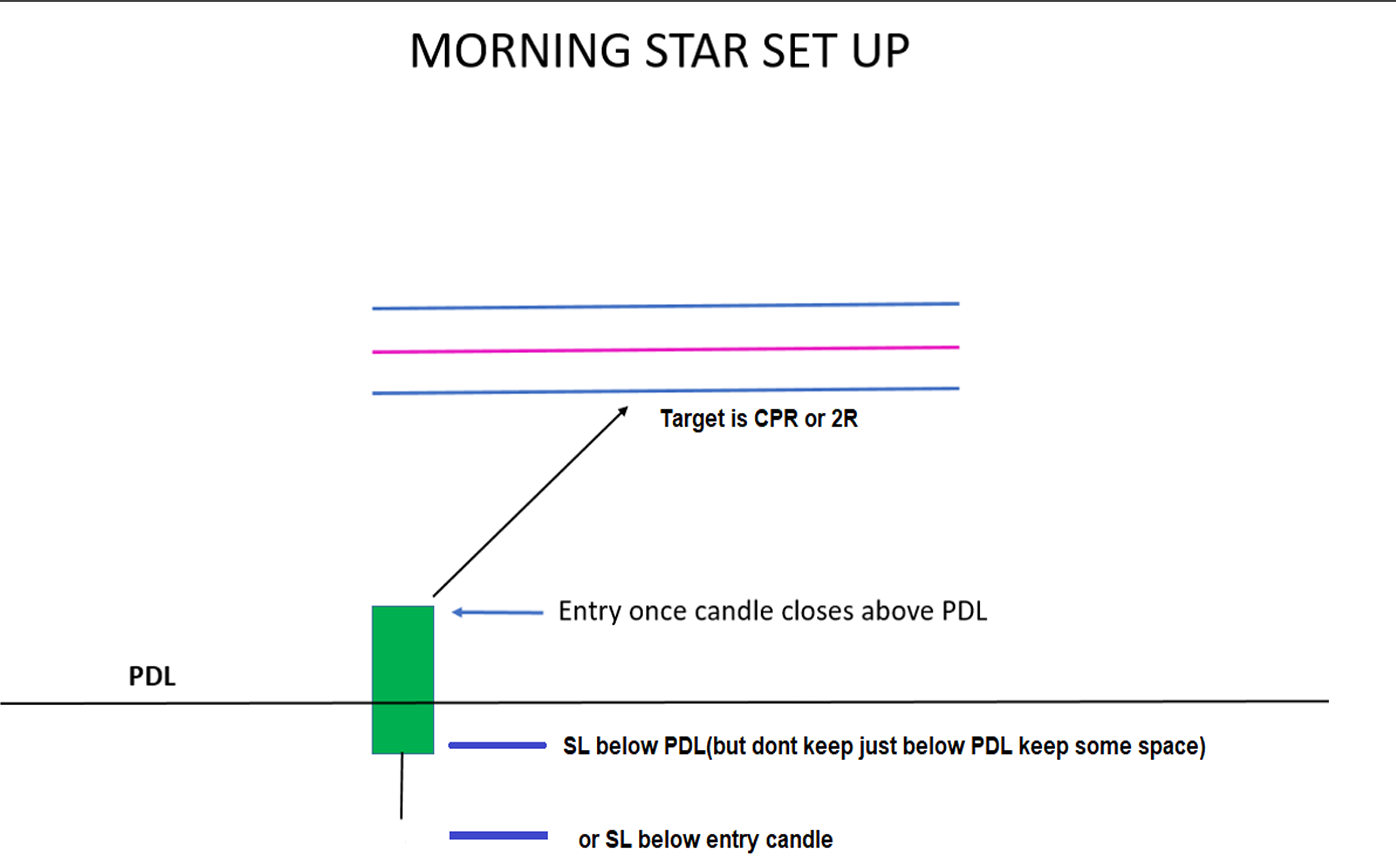 MORNING STAR SET UP
Target is CPR or 2R
Entry once candle closes above PDL
PDL
SL below PDL(but dont keep just below PDL keep some space)
or SL below entry candle